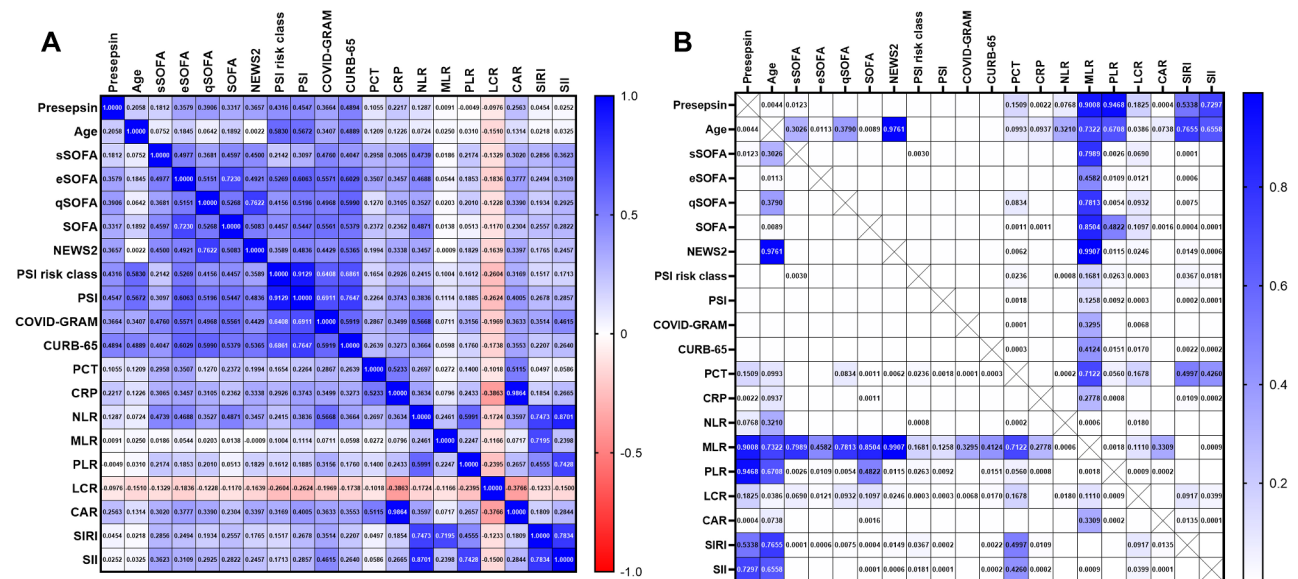 A
Presepsin Age sSOFA eSOFA qSOFA SOFA NEWS2 PSI risk class PSI COVID-GRAM CURB-65 PCT CRP NLR MLR PLR LCR CAR SIRI SII
Presepsin 1.0000 0.2058 0.1812 0.3579 0.3906 0.3317 0.3657 0.4316 0.4547 0.3664 0.4894 0.1055 0.2217 0.1287 0.0091 -0.0049 -0.0976 0.2563 0.0454 0.0252
Age 0.2058 1.0000 0.0752 0.1845 0.0642 0.1892 0.0022 0.5830 0.5672 0.3407 0.4889 0.1209 0.1226 0.0724 0.0250 0.0310 -0.1510 0.1314 0.0218 0.0325
sSOFA 0.1812 0.0752 1.0000 0.4977 0.3681 0.4597 0.4500 0.2142 0.3097 0.4760 0.4047 0.2958 0.3065 0.4739 0.0186 0.2174 -0.1329 0.3020 0.2856 0.3623
eSOFA 0.3579 0.1845 0.4977 1.0000 0.5151 0.7230 0.4921 0.5269 0.6063 0.5571 0.6029 0.3507 0.3457 0.4688 0.0544 0.1853 -0.1836 0.3777 0.2494 0.3109
qSOFA 0.3906 0.0642 0.3681 0.5151 1.0000 0.5268 0.7622 0.4156 0.5196 0.4968 0.5990 0.1270 0.3105 0.3527 0.0203 0.2010 -0.1228 0.3390 0.1934 0.2925
SOFA 0.3317 0.1892 0.4597 0.7230 0.5268 1.0000 0.5083 0.4457 0.5447 0.5561 0.5379 0.2372 0.2362 0.4871 0.0138 0.0513 -0.1170 0.2304 0.2557 0.2822
NEWS2 0.3657 0.0022 0.4500 0.4921 0.7622 0.5083 1.0000 0.3589 0.4836 0.4429 0.5365 0.1994 0.3338 0.3457 -0.0009 0.1829 -0.1639 0.3397 0.1765 0.2457
PSI risk class 0.4316 0.5830 0.2142 0.5269 0.4156 0.4457 0.3589 1.0000 0.9129 0.6408 0.6861 0.1654 0.2926 0.2415 0.1004 0.1612 -0.2604 0.3169 0.1517 0.1713
PSI 0.4547 0.5672 0.3097 0.6063 0.5196 0.5447 0.4836 0.9129 1.0000 0.6911 0.7647 0.2264 0.3743 0.3836 0.1114 0.1885 -0.2624 0.4005 0.2678 0.2857
COVID-GRAM 0.3664 0.3407 0.4760 0.5571 0.4968 0.5561 0.4429 0.6408 0.6911 1.0000 0.5919 0.2867 0.3499 0.5668 0.0711 0.3156 -0.1969 0.3633 0.3514 0.4615
CURB-65 0.4894 0.4889 0.4047 0.6029 0.5990 0.5379 0.5365 0.6861 0.7647 0.5919 1.0000 0.2639 0.3273 0.3664 0.0598 0.1760 -0.1738 0.3553 0.2207 0.2640
PCT 0.1055 0.1209 0.2958 0.3507 0.1270 0.2372 0.1994 0.1654 0.2264 0.2867 0.2639 1.0000 0.5233 0.2697 0.0272 0.1400 -0.1018 0.5115 0.0497 0.0586
CRP 0.2217 0.1226 0.3065 0.3457 0.3105 0.2362 0.3338 0.2926 0.3743 0.3499 0.3273 0.5233 1.0000 0.3634 0.0796 0.2433 -0.3863 0.9864 0.1854 0.2665
NLR 0.1287 0.0724 0.4739 0.4688 0.3527 0.4871 0.3457 0.2415 0.3836 0.5668 0.3664 0.2697 0.3634 1.0000 0.2461 0.5991 -0.1724 0.3597 0.7473 0.8701
MLR 0.0091 0.0250 0.0186 0.0544 0.0203 0.0138 -0.0009 0.1004 0.1114 0.0711 0.0598 0.0272 0.0796 0.2461 1.0000 0.2247 -0.1166 0.0717 0.7195 0.2398
PLR -0.0049 0.0310 0.2174 0.1853 0.2010 0.0513 0.1829 0.1612 0.1885 0.3156 0.1760 0.1400 0.2433 0.5991 0.2247 1.0000 -0.2395 0.2657 0.4555 0.7428
LCR -0.0976 -0.1510 -0.1329 -0.1836 -0.1228 -0.1170 -0.1639 -0.2604 -0.2624 -0.1969 -0.1738 -0.1018 -0.3863 -0.1724 -0.1166 -0.2395 1.0000 -0.3766 -0.1233 -0.1500
CAR 0.2563 0.1314 0.3020 0.3777 0.3390 0.2304 0.3397 0.3169 0.4005 0.3633 0.3553 0.5115 0.9864 0.3597 0.0717 0.2657 -0.3766 1.0000 0.1809 0.2844
SIRI 0.0454 0.0218 0.2856 0.2494 0.1934 0.2557 0.1765 0.1517 0.2678 0.3514 0.2207 0.0497 0.1854 0.7473 0.7195 0.4555 -0.1233 0.1809 1.0000 0.7834
SII 0.0252 0.0325 0.3623 0.3109 0.2925 0.2822 0.2457 0.1713 0.2857 0.4615 0.2640 0.0586 0.2665 0.8701 0.2398 0.7428 -0.1500 0.2844 0.7834 1.0000
1.0
0.5
0
-0.5
-1.0
B
Presepsin Age sSOFA eSOFA qSOFA SOFA NEWS2 PSI risk class PSI COVID-GRAM CURB-65 PCT CRP NLR MLR PLR LCR CAR SIRI SII
Presepsin 0.0044 0.0123 0.1509 0.0022 0.0768 0.9008 0.9468 0.1825 0.0004 0.5338 0.7297
Age 0.0044 0.3026 0.0113 0.3790 0.0089 0.9761 0.0993 0.0937 0.3210 0.7322 0.6708 0.0386 0.0738 0.7655 0.6558
sSOFA 0.0123 0.3026 0.0030 0.7989 0.0026 0.0690 0.0001
eSOFA 0.0113 0.4582 0.0109 0.0121 0.0006
qSOFA 0.3790 0.0834 0.7813 0.0054 0.0932 0.0075
SOFA 0.0089 0.0011 0.0011 0.8504 0.4822 0.1097 0.0016 0.0004 0.0001
NEWS2 0.9761 0.0062 0.9907 0.0115 0.0246 0.0149 0.0006
PSI risk class 0.0030 0.0236 0.0008 0.1681 0.0263 0.0003 0.0367 0.0181
PSI 0.0018 0.1258 0.0092 0.0003 0.0002 0.0001
COVID-GRAM 0.0001 0.3295 0.0068
CURB-65 0.0003 0.4124 0.0151 0.0170 0.0022 0.0002
PCT 0.1509 0.0993 0.0834 0.0011 0.0062 0.0236 0.0018 0.0001 0.0003 0.0002 0.7122 0.0560 0.1678 0.4997 0.4260
CRP 0.0022 0.0937 0.0011 0.2778 0.0008 0.0109 0.0002
NLR 0.0768 0.3210 0.0008 0.0002 0.0006 0.0180
MLR 0.9008 0.7322 0.7989 0.4582 0.7813 0.8504 0.9907 0.1681 0.1258 0.3295 0.4124 0.7122 0.2778 0.0006 0.0018 0.1110 0.3309 0.0009
PLR 0.9468 0.6708 0.0026 0.0109 0.0054 0.4822 0.0115 0.0263 0.0092 0.0151 0.0560 0.0008 0.0018 0.0009 0.0002
LCR 0.1825 0.0386 0.0690 0.0121 0.0932 0.1097 0.0246 0.0003 0.0003 0.0068 0.0170 0.1678 0.0180 0.1110 0.0009 0.0917 0.0399
CAR 0.0004 0.0738 0.0016 0.3309 0.0002 0.0135 0.0001
SIRI 0.5338 0.7655 0.0001 0.0006 0.0075 0.0004 0.0149 0.0367 0.0002 0.0022 0.4997 0.0109 0.0917 0.0135
SII 0.7297 0.6558 0.0001 0.0006 0.0181 0.0001 0.0002 0.4260 0.0002 0.0009 0.0399 0.0001
0.8
0.6
0.4
0.2